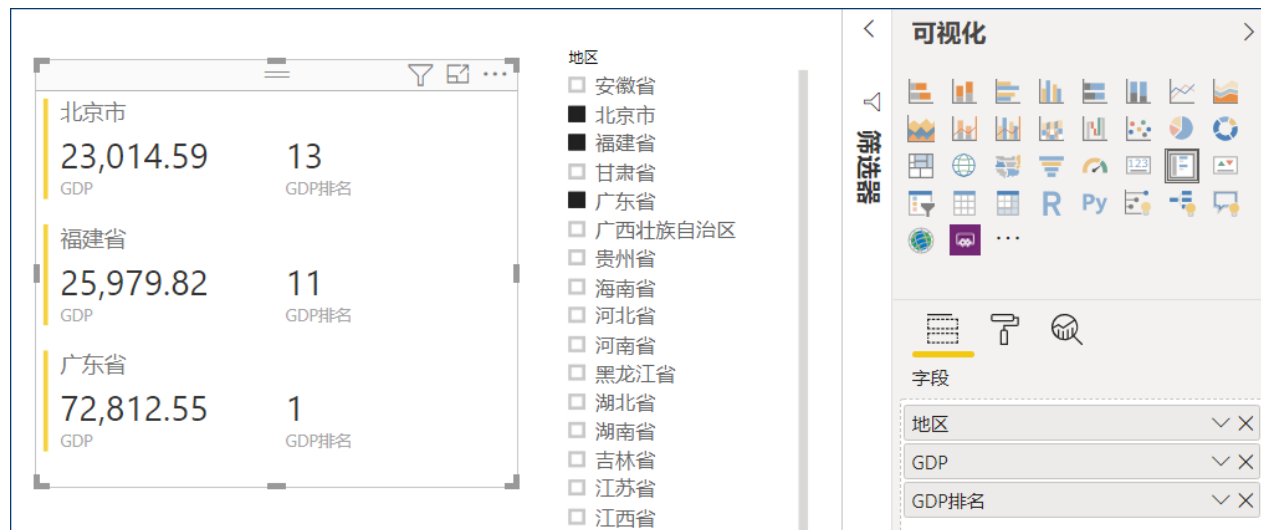 北京市
23,014.59 13
GDP GDP排名
福建省
25,979.82 11
GDP GDP排名
广东省
72,812.55 1
GDP GDP排名
地区
安徽省
北京市
福建省
甘肃省
广东省
广西壮族自治区
贵州省
海南省
河北省
河南省
黑龙江省
湖北省
湖南省
吉林省
江苏省
江西省
筛选器
可视化
123
R Py
字段
地区
GDP
GDP排名